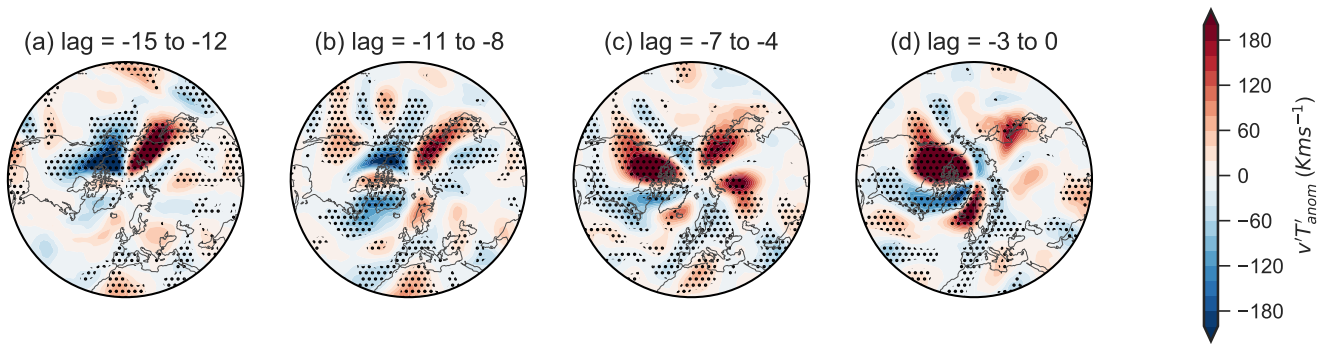 (a) lag = -15 to -12
(b) lag = -11 to -8
(c) lag = -7 to -4
(d) lag = -3 to 0
180
120
60
0
−60
−120
−180
v′T′anom (Kms⁻¹)